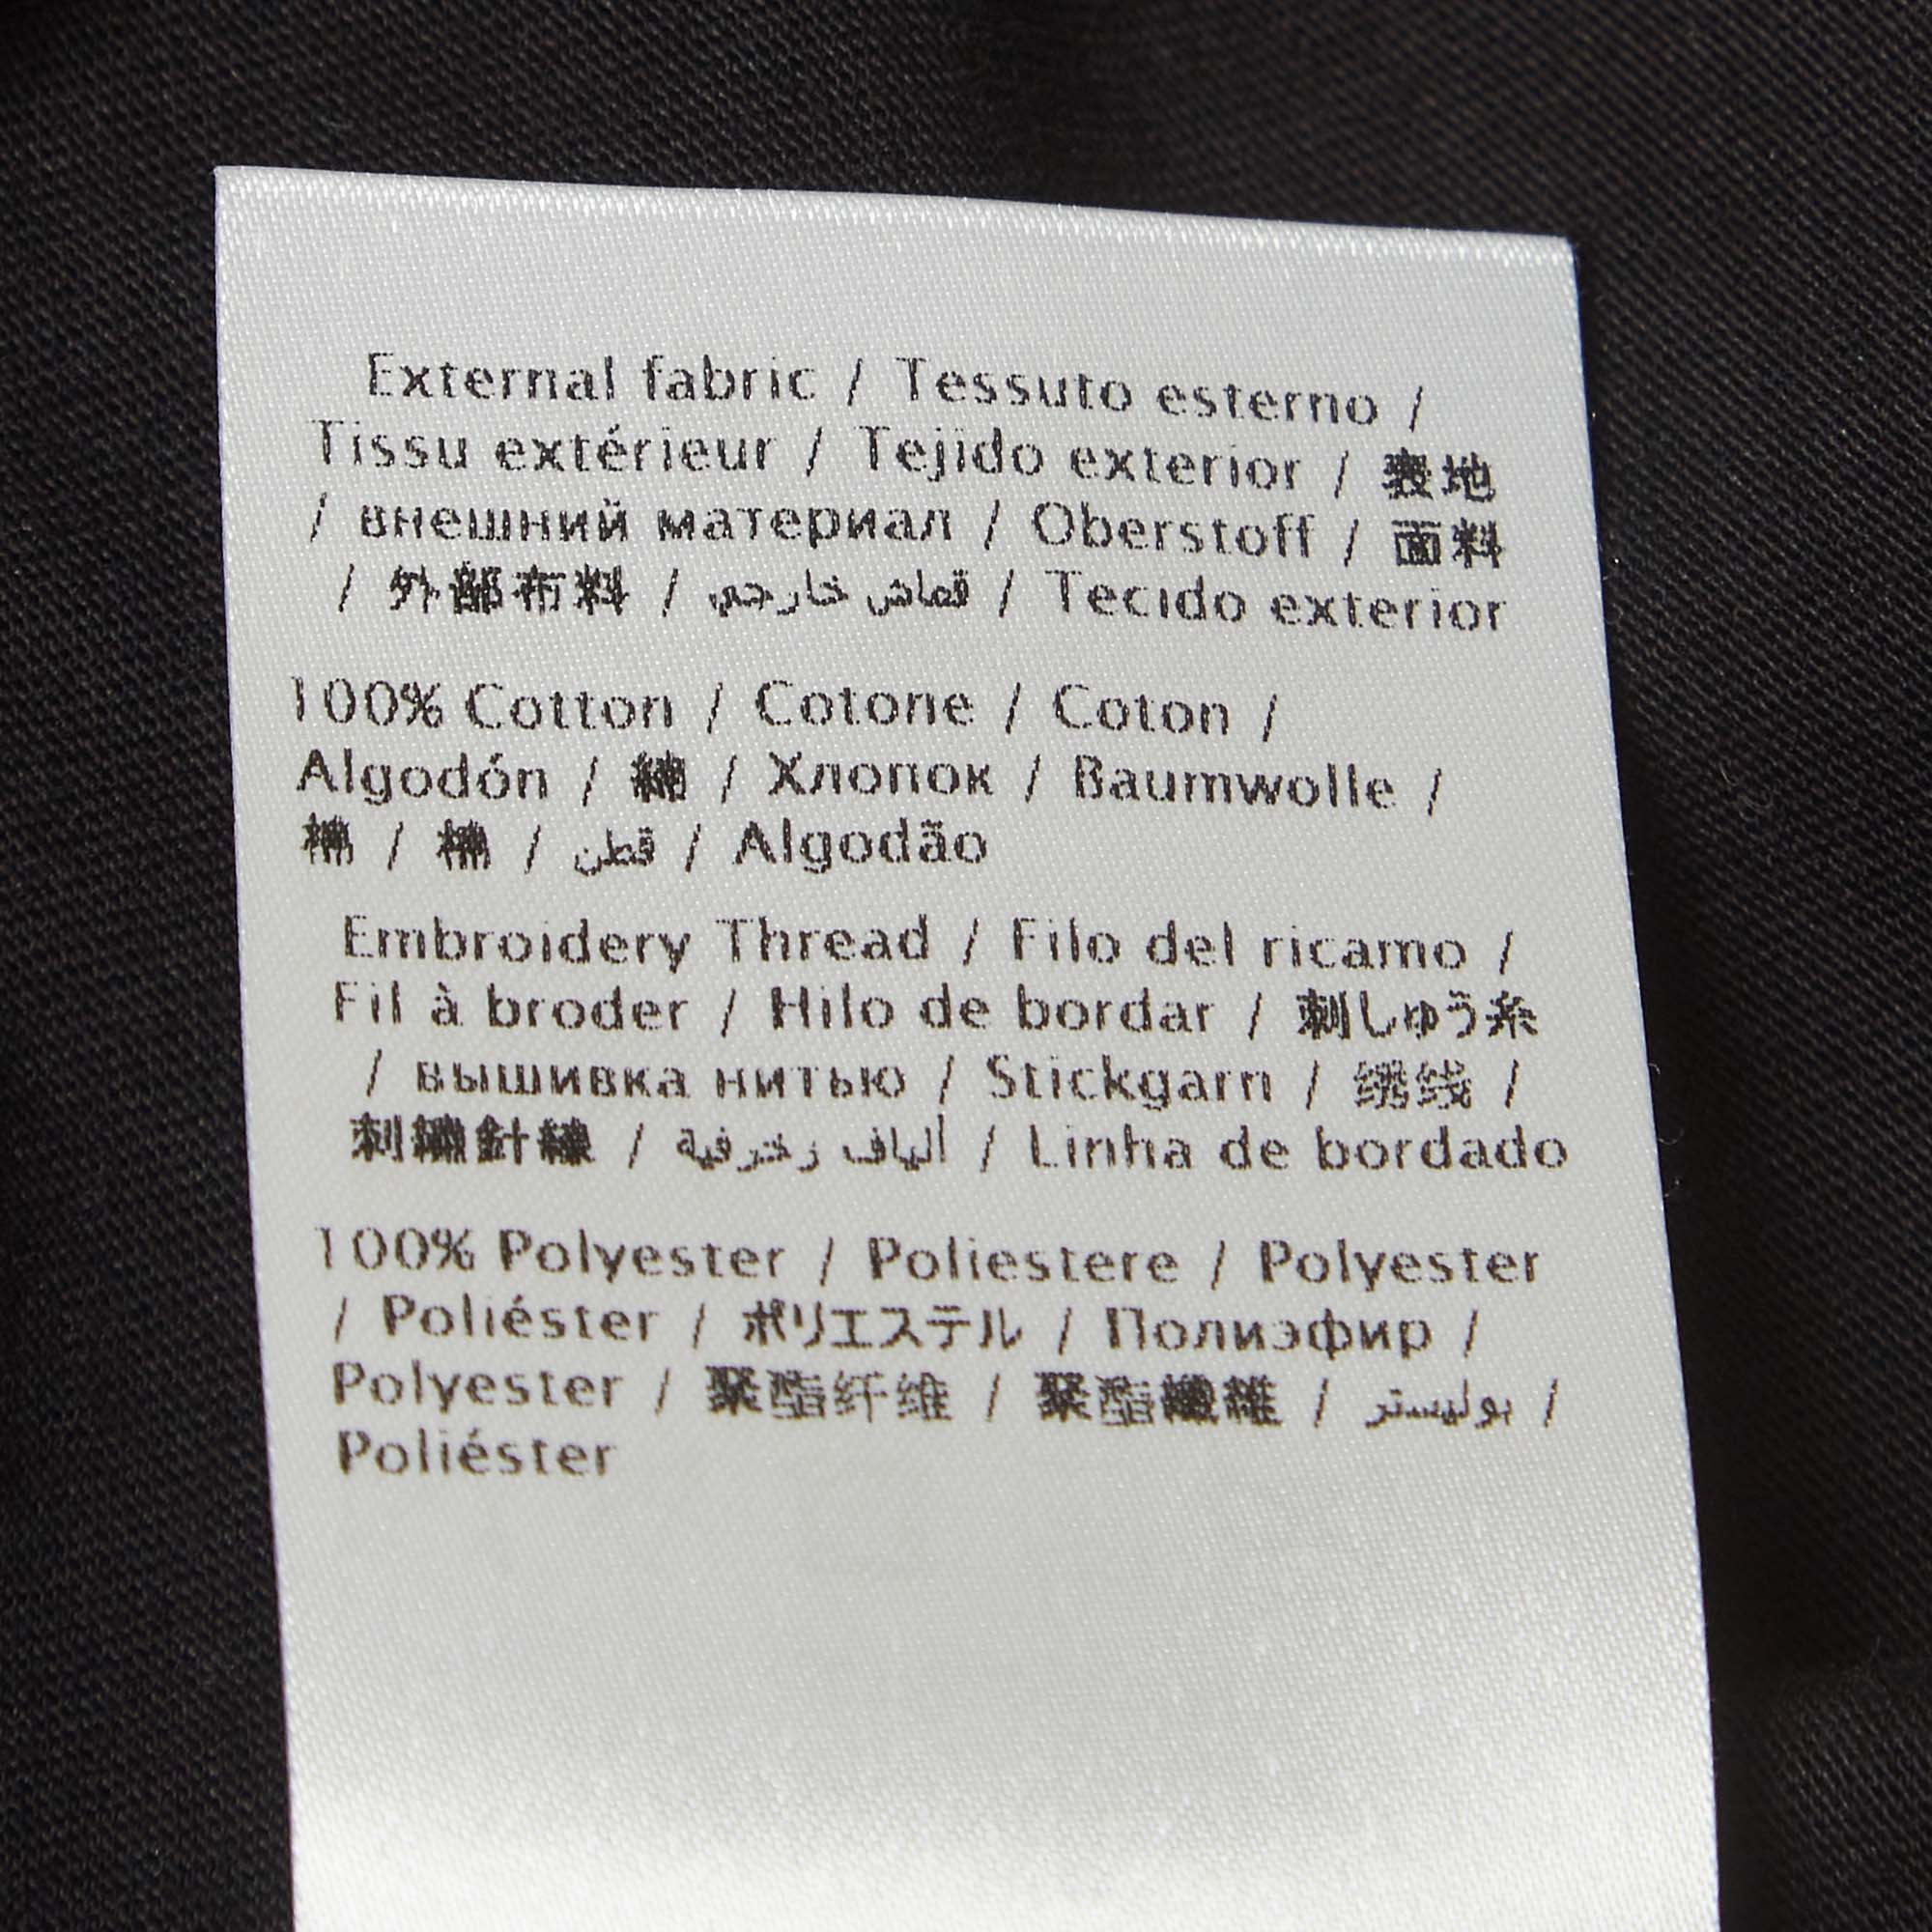 External fabric / Tessuto esterno /
Tissu extérieur / Tejido exterior / 表地
/ внешний материал / Oberstoff / 面料
/ 外部布料 / قماش خارجي / Tecido exterior
100% Cotton / Cotone / Coton /
Algodón / 綿 / Хлопок / Baumwolle /
棉 / 棉 / قطن / Algodão
Embroidery Thread / Filo del ricamo /
Fil à broder / Hilo de bordar / 刺しゅう糸
/ вышивка нитью / Stickgarn / 绣线 /
刺繡針線 / ألياف زخرفية / Linha de bordado
100% Polyester / Poliestere / Polyester
/ Poliéster / ポリエステル / Полиэфир /
Polyester / 聚酯纤维 / 聚酯纖維 / بوليستر /
Poliéster